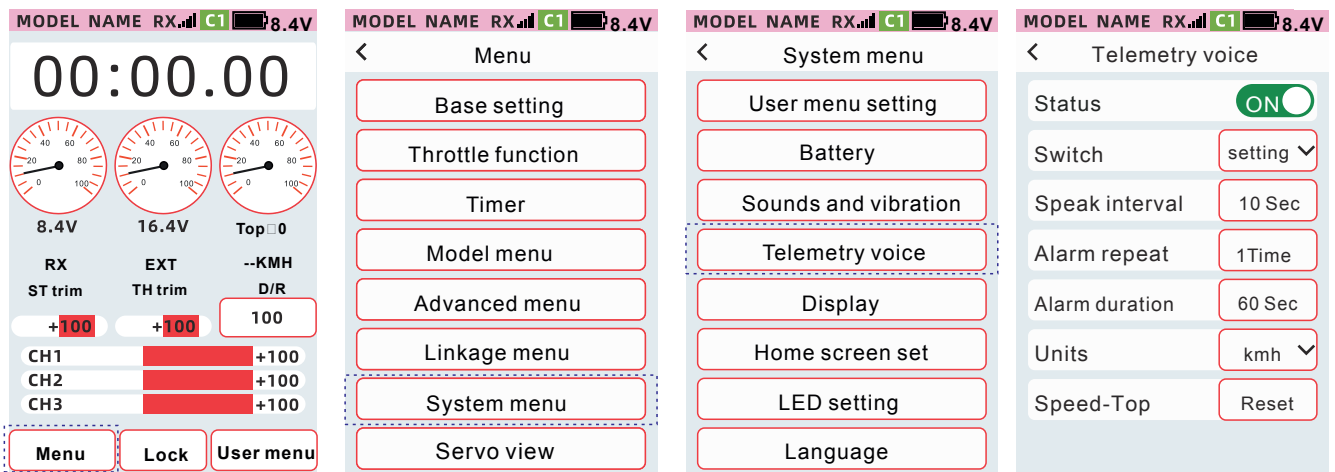 MODEL NAME RX C1 8.4V
00:00.00
40 60
20 80
0 100
40 60
20 80
0 100
40 60
20 80
0 100
8.4V 16.4V Top□0
RX EXT --KMH
ST trim TH trim D/R
+100 +100 100
CH1 +100
CH2 +100
CH3 +100
Menu Lock User menu
MODEL NAME RX C1 8.4V
< Menu
Base setting
Throttle function
Timer
Model menu
Advanced menu
Linkage menu
System menu
Servo view
MODEL NAME RX C1 8.4V
< System menu
User menu setting
Battery
Sounds and vibration
Telemetry voice
Display
Home screen set
LED setting
Language
MODEL NAME RX C1 8.4V
< Telemetry voice
Status ON
Switch setting
Speak interval 10 Sec
Alarm repeat 1Time
Alarm duration 60 Sec
Units kmh
Speed-Top Reset